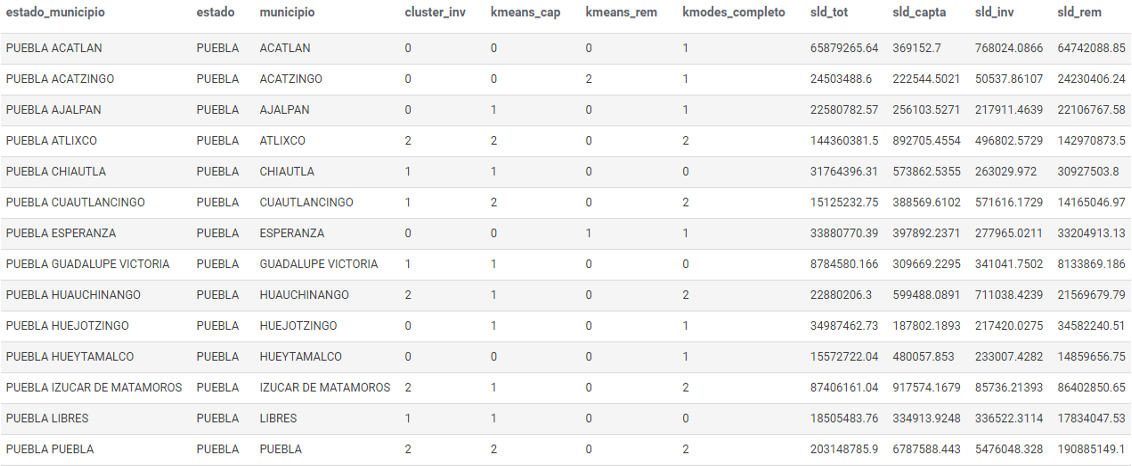 estado_municipio estado municipio cluster_inv kmeans_cap kmeans_rem kmodes_completo sld_tot sld_capta sld_inv sld_rem
PUEBLA ACATLAN PUEBLA ACATLAN 0 0 0 1 65879265.64 369152.7 768024.0866 64742088.85
PUEBLA ACATZINGO PUEBLA ACATZINGO 0 0 2 1 24503488.6 222544.5021 50537.86107 24230406.24
PUEBLA AJALPAN PUEBLA AJALPAN 0 1 0 1 22580782.57 256103.5271 217911.4639 22106767.58
PUEBLA ATLIXCO PUEBLA ATLIXCO 2 2 0 2 144360381.5 892705.4554 496802.5729 142970873.5
PUEBLA CHIAUTLA PUEBLA CHIAUTLA 1 1 0 0 31764396.31 573862.5355 263029.972 30927503.8
PUEBLA CUAUTLANCINGO PUEBLA CUAUTLANCINGO 1 2 0 2 15125232.75 388569.6102 571616.1729 14165046.97
PUEBLA ESPERANZA PUEBLA ESPERANZA 0 0 1 1 33880770.39 397892.2371 277965.0211 33204913.13
PUEBLA GUADALUPE VICTORIA PUEBLA GUADALUPE VICTORIA 1 1 0 0 8784580.166 309669.2295 341041.7502 8133869.186
PUEBLA HUAUCHINANGO PUEBLA HUAUCHINANGO 2 1 0 2 22880206.3 599488.0891 711038.4239 21569679.79
PUEBLA HUEJOTZINGO PUEBLA HUEJOTZINGO 0 1 0 1 34987462.73 187802.1893 217420.0275 34582240.51
PUEBLA HUEYTAMALCO PUEBLA HUEYTAMALCO 0 0 0 1 15572722.04 480057.853 233007.4282 14859656.75
PUEBLA IZUCAR DE MATAMOROS PUEBLA IZUCAR DE MATAMOROS 2 1 0 2 87406161.04 917574.1679 85736.21393 86402850.65
PUEBLA LIBRES PUEBLA LIBRES 1 1 0 0 18505483.76 334913.9248 336522.3114 17834047.53
PUEBLA PUEBLA PUEBLA PUEBLA 2 2 0 2 203148785.9 6787588.443 5476048.328 190885149.1